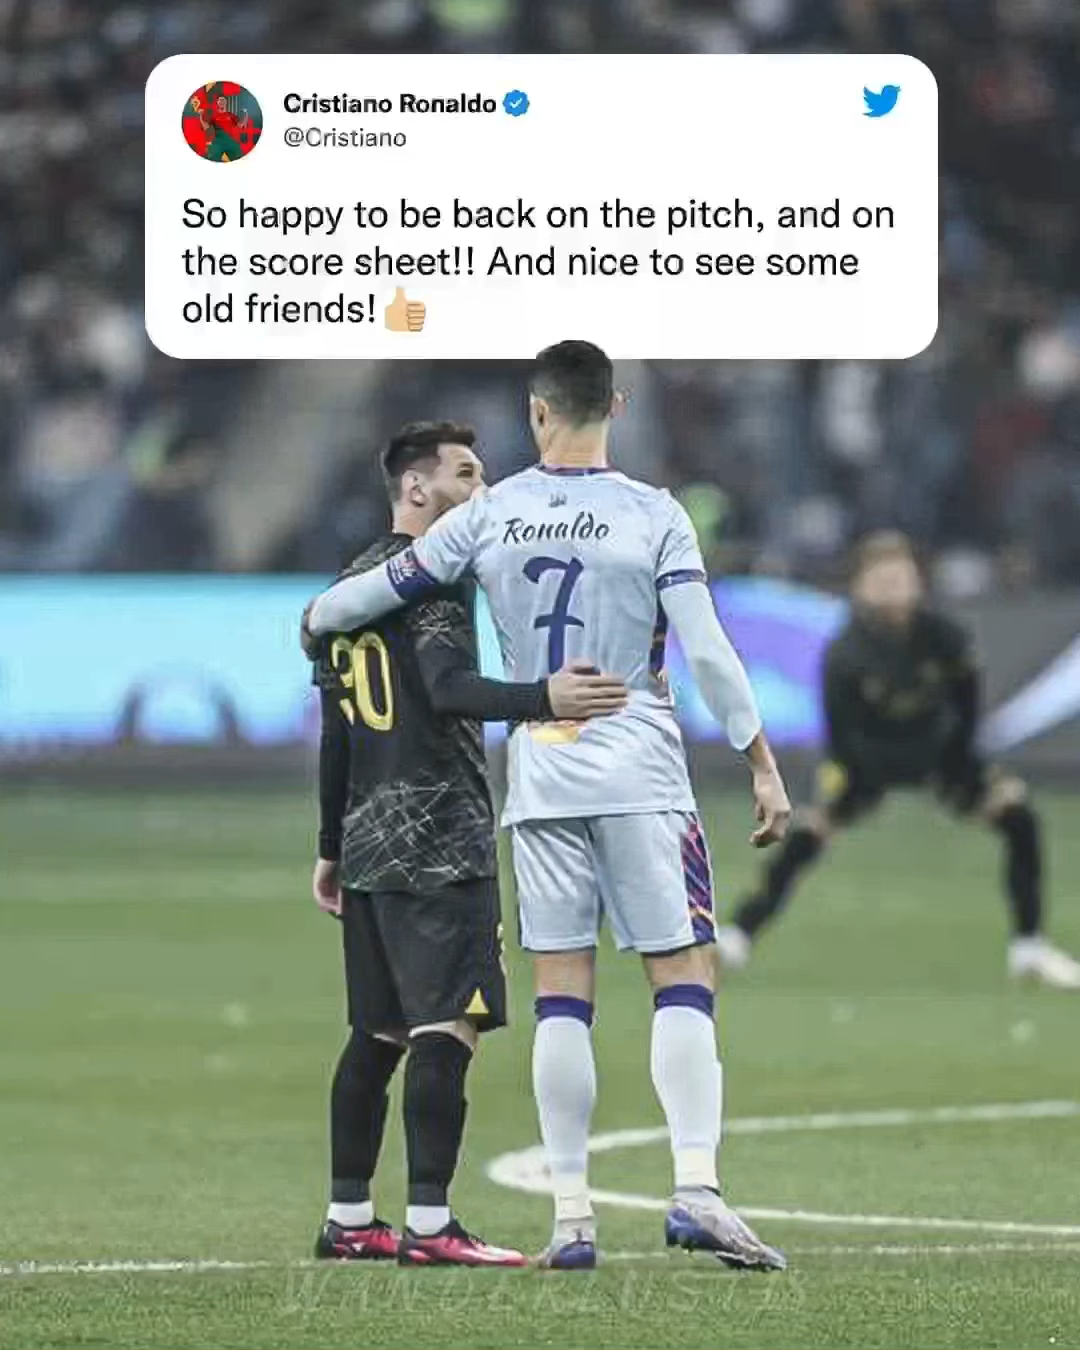 Cristiano Ronaldo
@Cristiano
So happy to be back on the pitch, and on
the score sheet!! And nice to see some
old friends!👍🏼
Ronaldo
7
30
WANDERLUST78